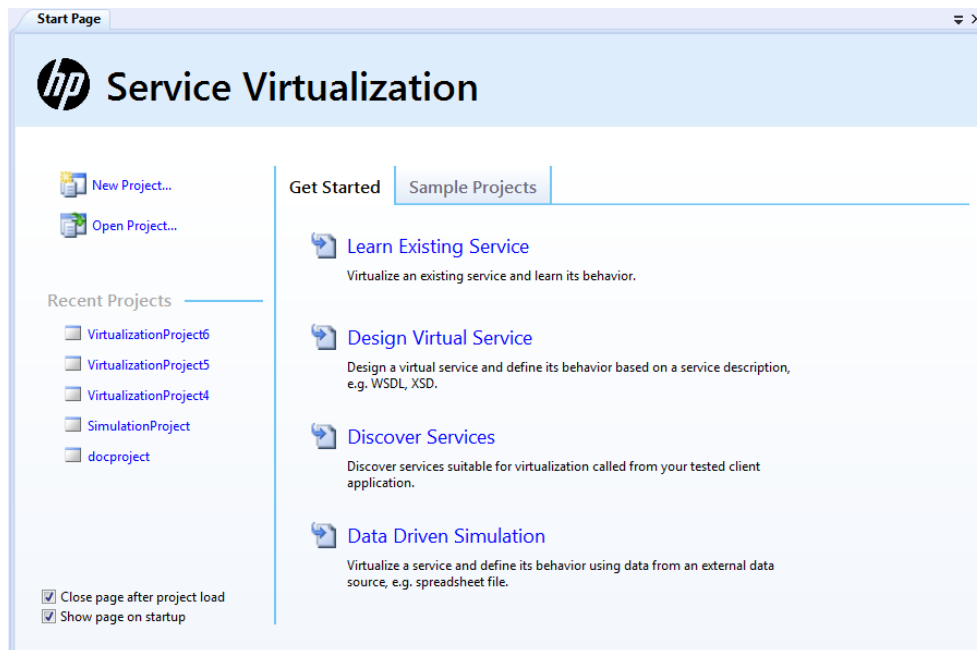 Start Page
hp Service Virtualization
New Project...
Open Project...
Recent Projects
VirtualizationProject6
VirtualizationProject5
VirtualizationProject4
SimulationProject
docproject
Close page after project load
Show page on startup
Get Started Sample Projects
Learn Existing Service
Virtualize an existing service and learn its behavior.
Design Virtual Service
Design a virtual service and define its behavior based on a service description,
e.g. WSDL, XSD.
Discover Services
Discover services suitable for virtualization called from your tested client
application.
Data Driven Simulation
Virtualize a service and define its behavior using data from an external data
source, e.g. spreadsheet file.